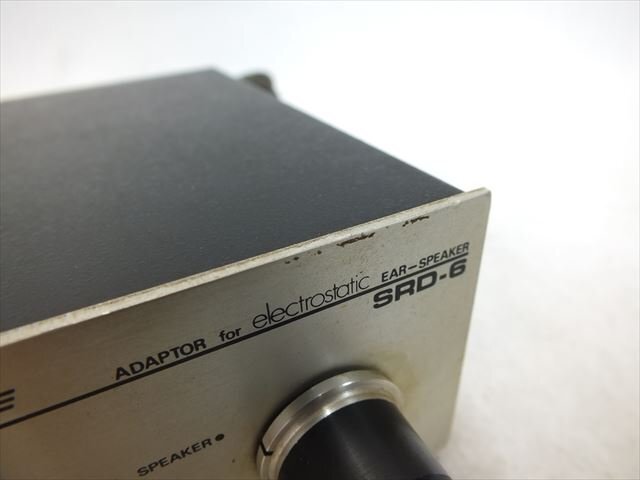 ADAPTOR for electrostatic EAR-SPEAKER
SRD-6
E
SPEAKER